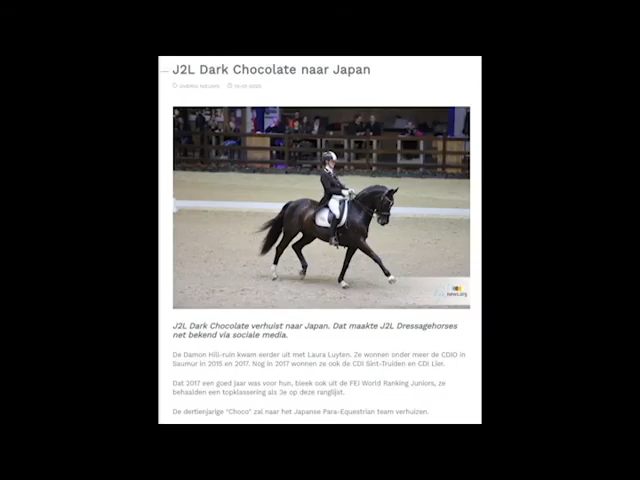 J2L Dark Chocolate naar Japan
OVERIG NIEUWS
news.org
J2L Dark Chocolate verhuist naar Japan. Dat maakte J2L Dressagehorses
net bekend via sociale media.
De Damon Hill-ruin kwam eerder uit met Laura Luyten. Ze wonnen onder meer de CDIO in
Saumur in 2015 en 2017. Nog in 2017 wonnen ze ook de CDI Sint-Truiden en CDI Lier.
Dat 2017 een goed jaar was voor hun, bleek ook uit de FEI World Ranking Juniors, ze
behaalden een topklassering als 3e op deze ranglijst.
De dertienjarige "Choco" zal naar het Japanse Para-Equestrian team verhuizen.